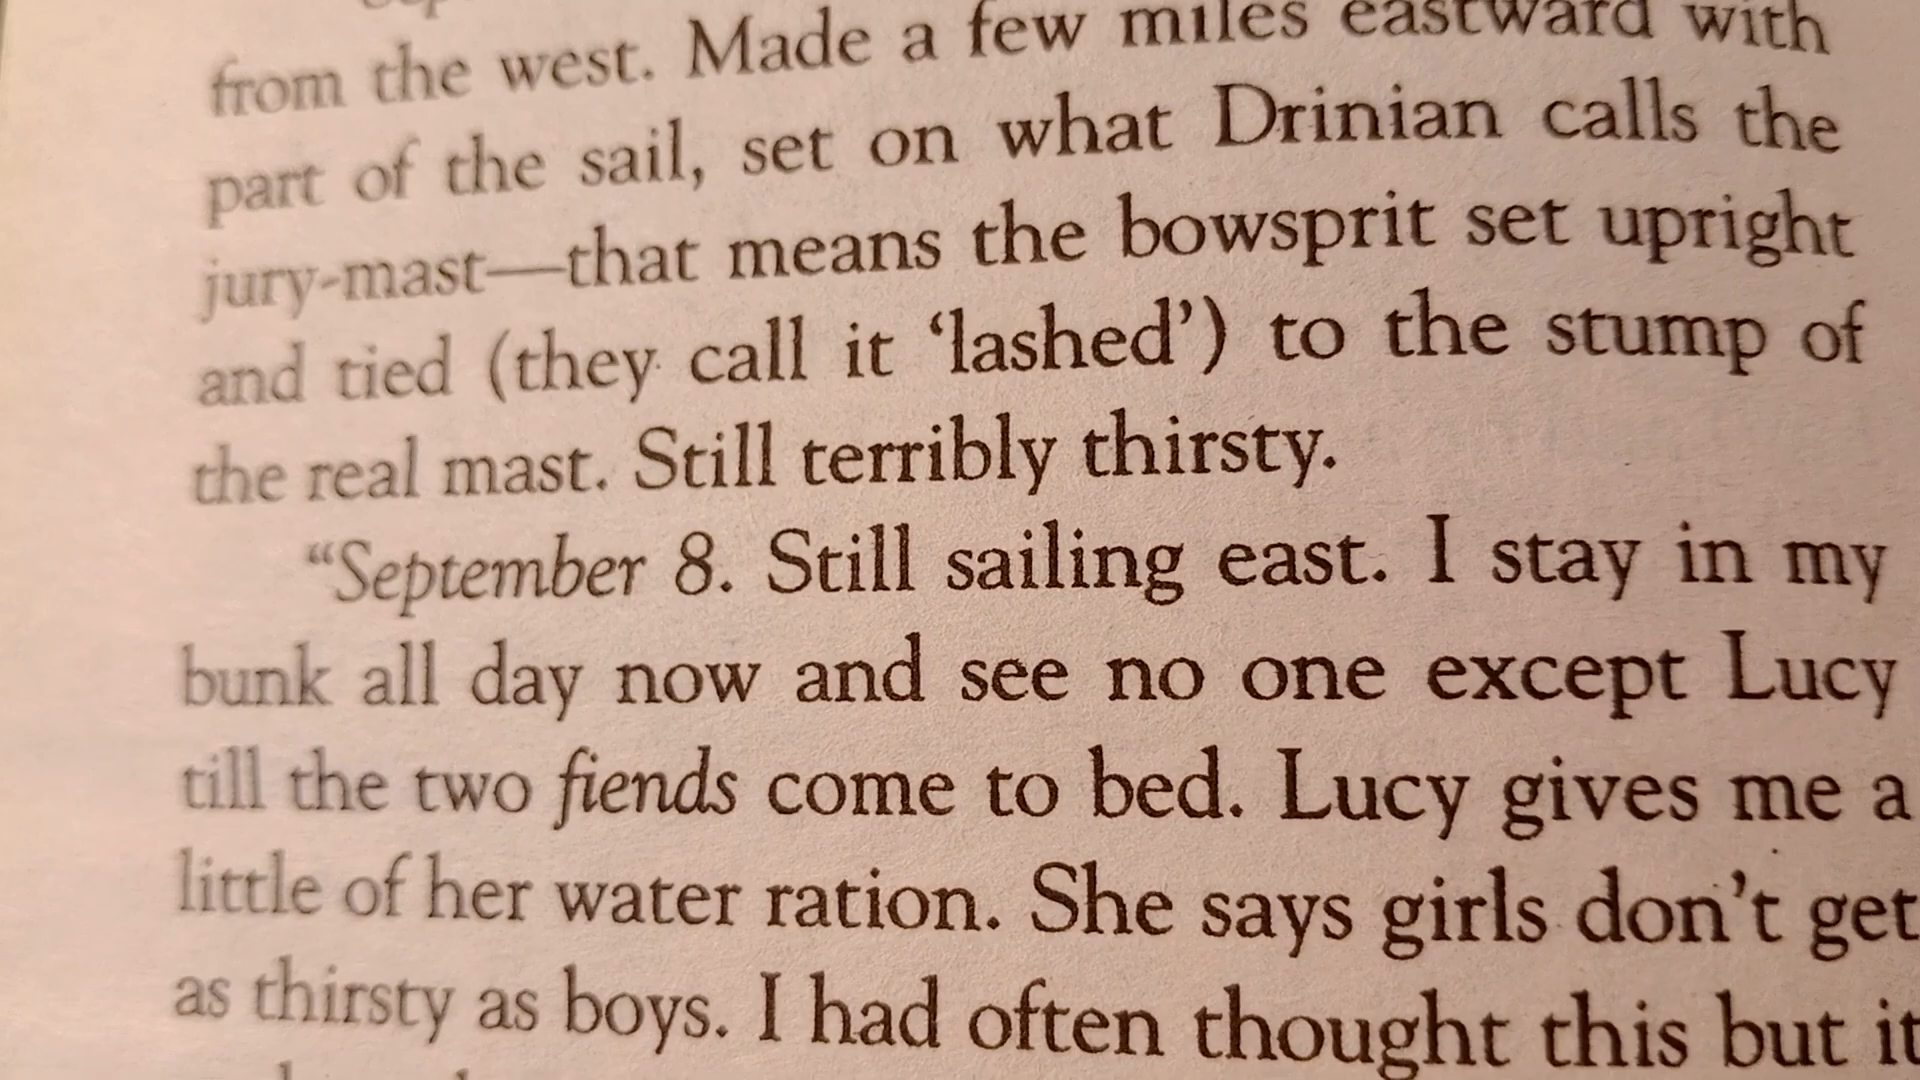 from the west. Made a few miles eastward with
part of the sail, set on what Drinian calls the
jury-mast—that means the bowsprit set upright
and tied (they call it ‘lashed’) to the stump of
the real mast. Still terribly thirsty.
“September 8. Still sailing east. I stay in my
bunk all day now and see no one except Lucy
till the two fiends come to bed. Lucy gives me a
little of her water ration. She says girls don’t get
as thirsty as boys. I had often thought this but it